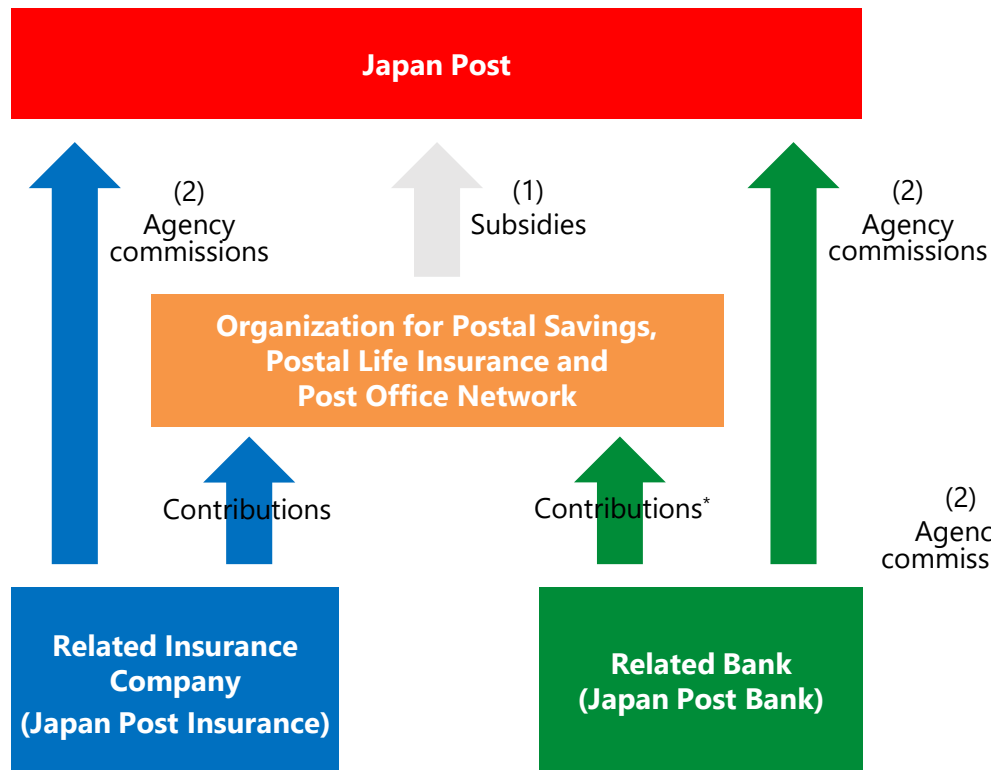 Japan Post
(2)
Agency
commissions
(1)
Subsidies
(2)
Agency
commissions
Organization for Postal Savings,
Postal Life Insurance and
Post Office Network
Contributions
Contributions*
(2)
Related Insurance
Company
(Japan Post Insurance)
Related Bank
(Japan Post Bank)